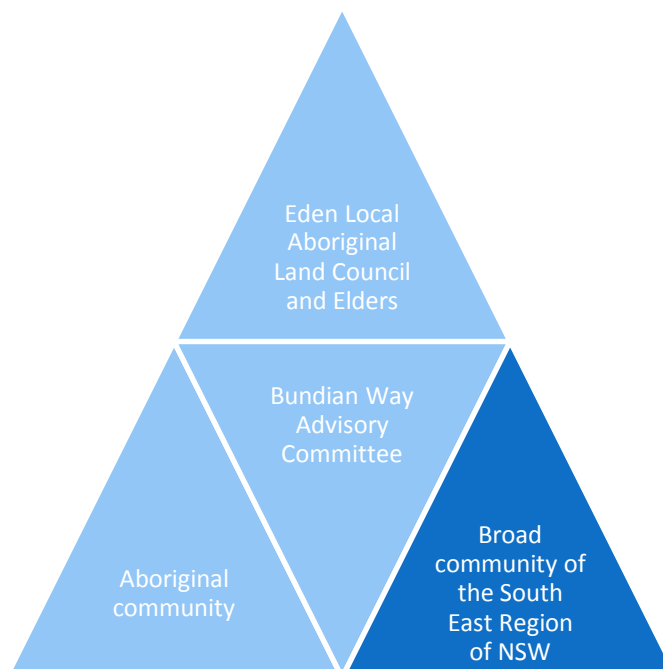 Eden Local
Aboriginal
Land Council
and Elders
Bundian Way
Advisory
Committee
Aboriginal
community
Broad
community of
the South
East Region
of NSW